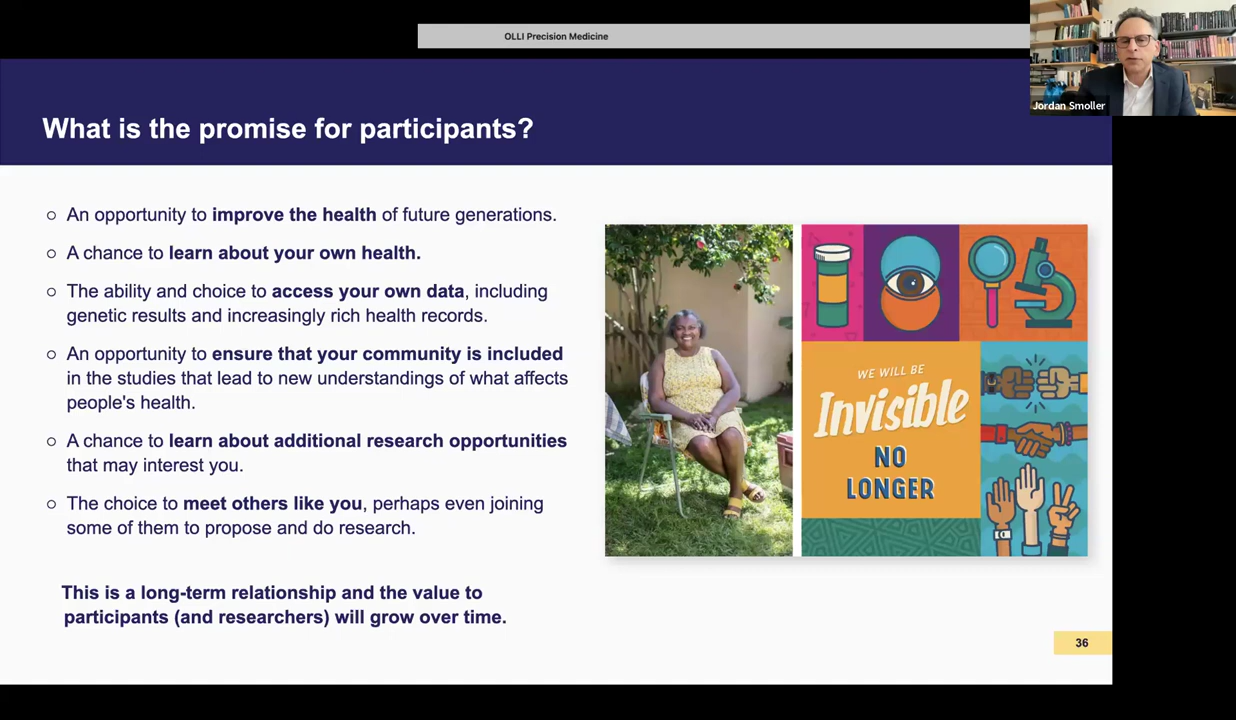 OLLI Precision Medicine
Jordan Smoller
What is the promise for participants?
○ An opportunity to improve the health of future generations.
○ A chance to learn about your own health.
○ The ability and choice to access your own data, including
genetic results and increasingly rich health records.
○ An opportunity to ensure that your community is included
in the studies that lead to new understandings of what affects
people's health.
○ A chance to learn about additional research opportunities
that may interest you.
○ The choice to meet others like you, perhaps even joining
some of them to propose and do research.
This is a long-term relationship and the value to
participants (and researchers) will grow over time.
WE WILL BE
Invisible
NO
LONGER
36